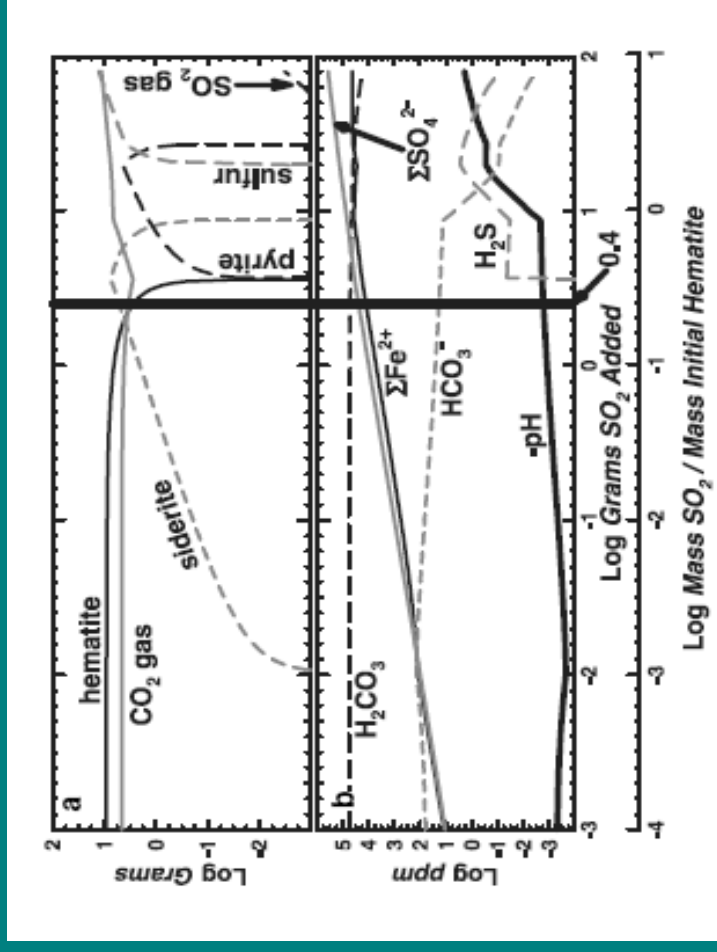 a
2
1
0
-1
-2
Log Grams
hematite
CO₂ gas
siderite
pyrite
sulfur
SO₂ gas
b
5
4
3
2
1
0
-1
-2
-3
Log ppm
H₂CO₃
ΣFe²⁺
HCO₃⁻
-pH
H₂S
ΣSO₄²⁻
0.4
-3 -2 -1 0 1 2
Log Grams SO₂ Added
-4 -3 -2 -1 0 1
Log Mass SO₂ / Mass Initial Hematite